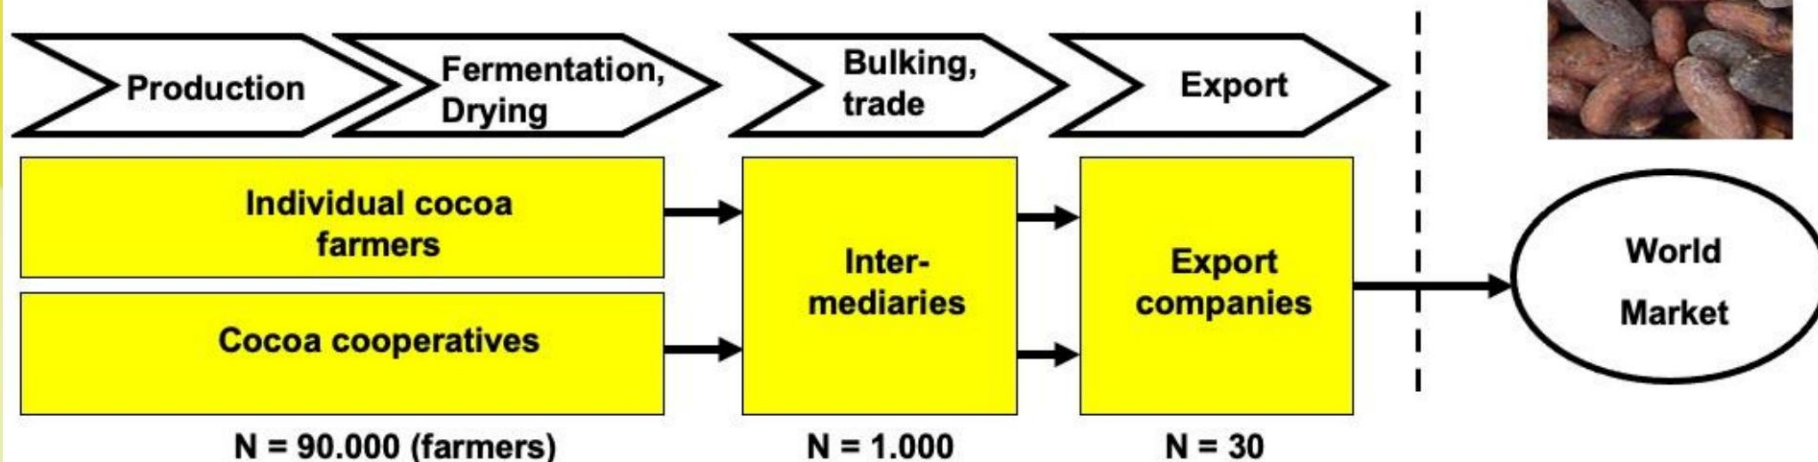 Production
Fermentation,
Drying
Bulking,
trade
Export
Individual cocoa
farmers
Cocoa cooperatives
Inter-
mediaries
Export
companies
World
Market
N = 90.000 (farmers)
N = 1.000
N = 30